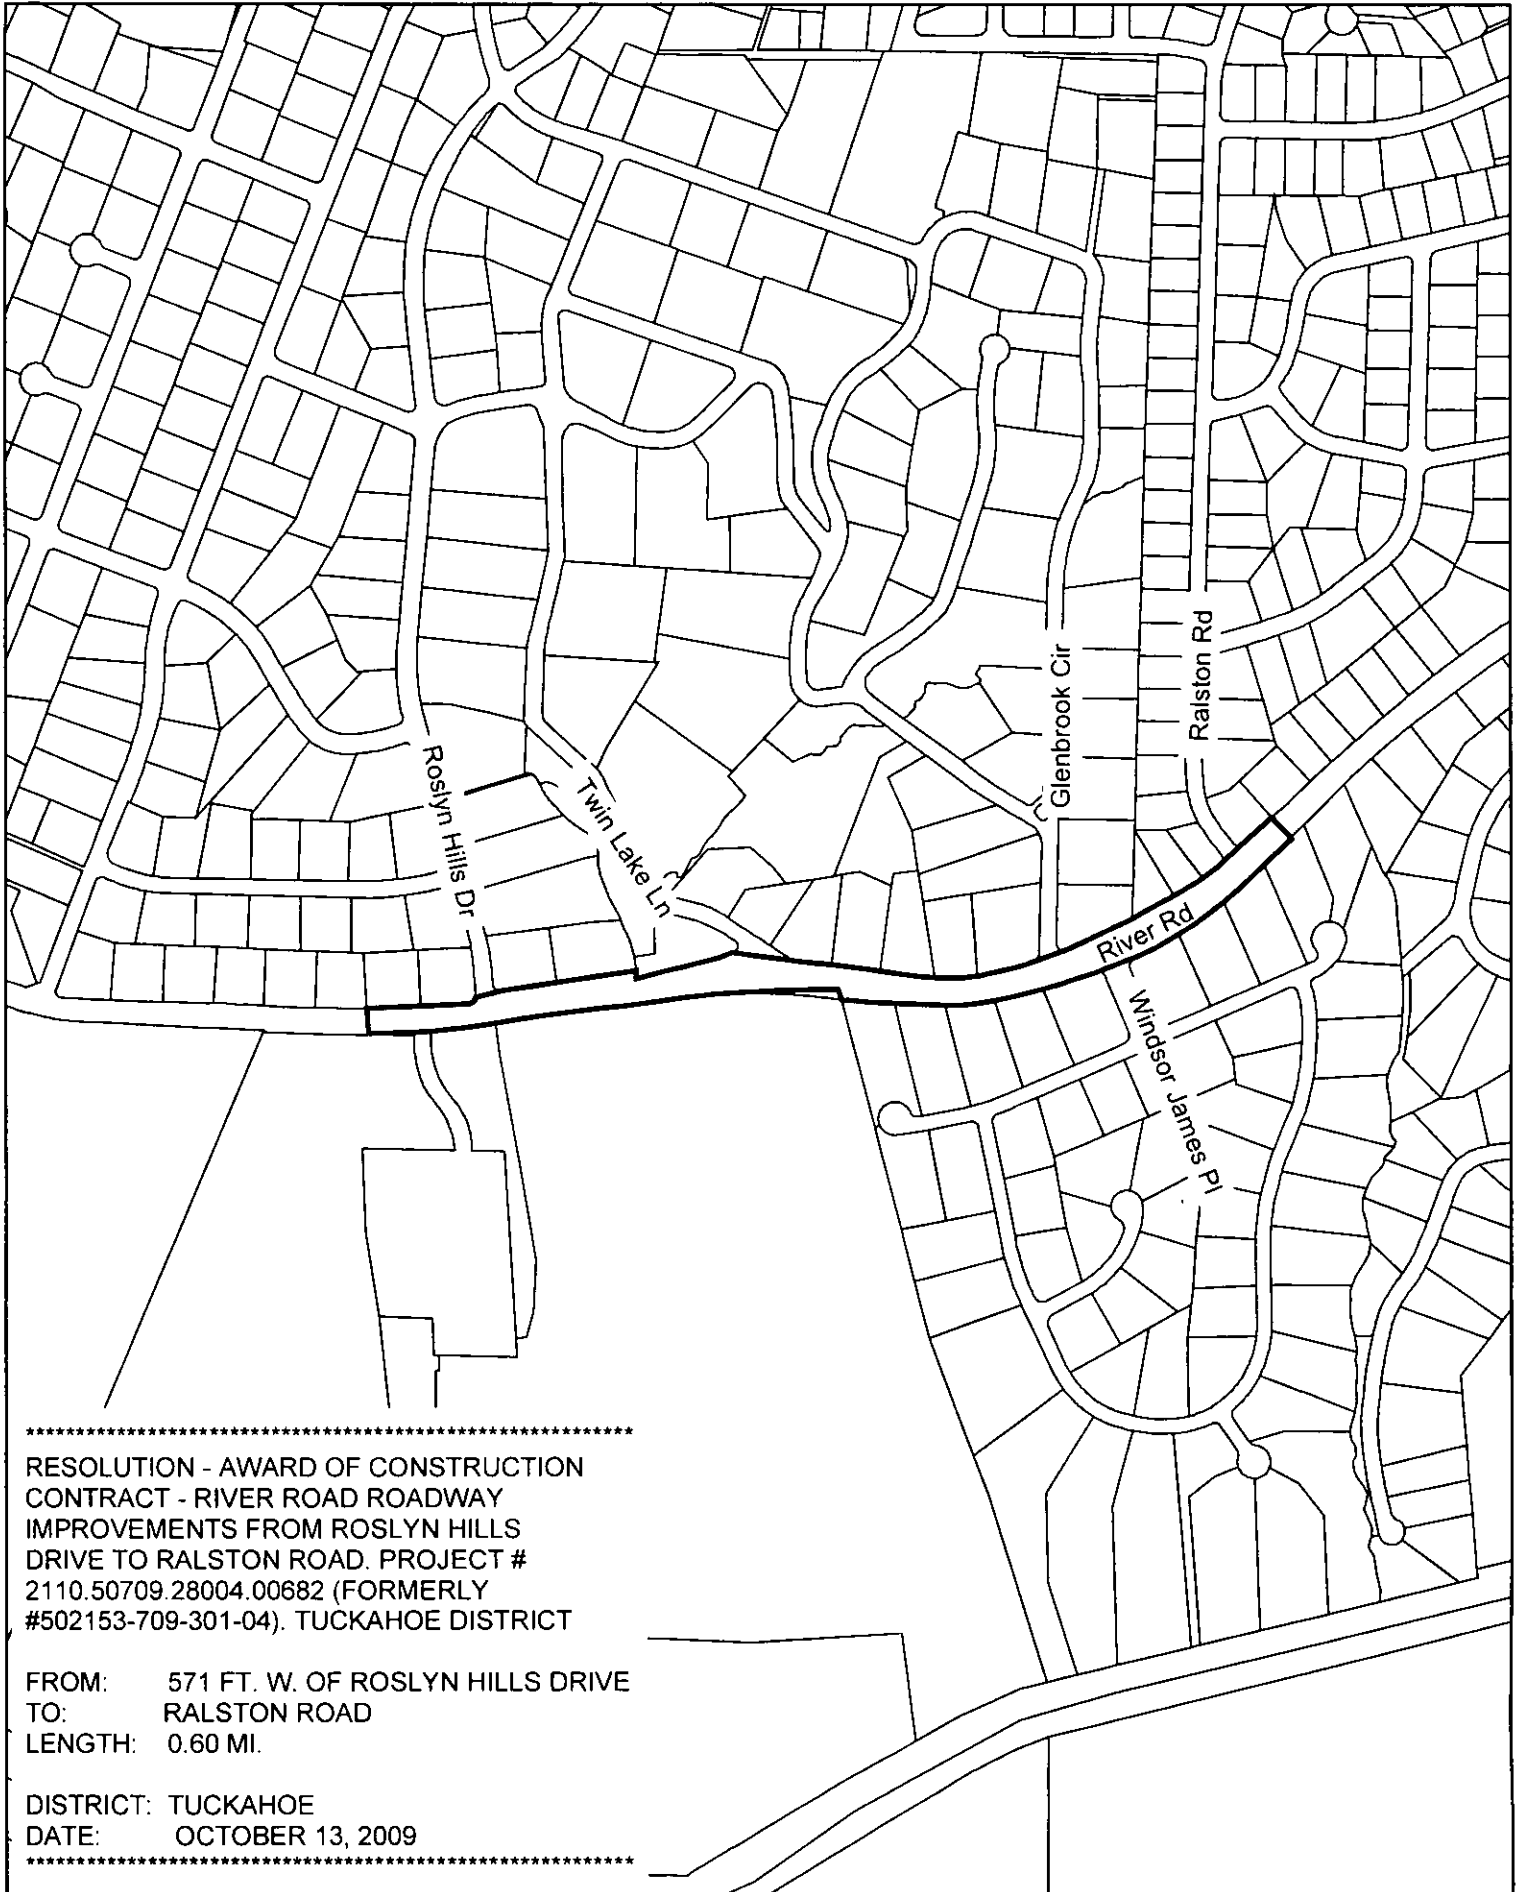 Glenbrook Cir
Ralston Rd
Roslyn Hills Dr
Twin Lake Ln
River Rd
Windsor James Pl
************************************************************
RESOLUTION - AWARD OF CONSTRUCTION
CONTRACT - RIVER ROAD ROADWAY
IMPROVEMENTS FROM ROSLYN HILLS
DRIVE TO RALSTON ROAD. PROJECT #
2110.50709.28004.00682 (FORMERLY
#502153-709-301-04). TUCKAHOE DISTRICT
FROM: 571 FT. W. OF ROSLYN HILLS DRIVE
TO: RALSTON ROAD
LENGTH: 0.60 MI.
DISTRICT: TUCKAHOE
DATE: OCTOBER 13, 2009
************************************************************